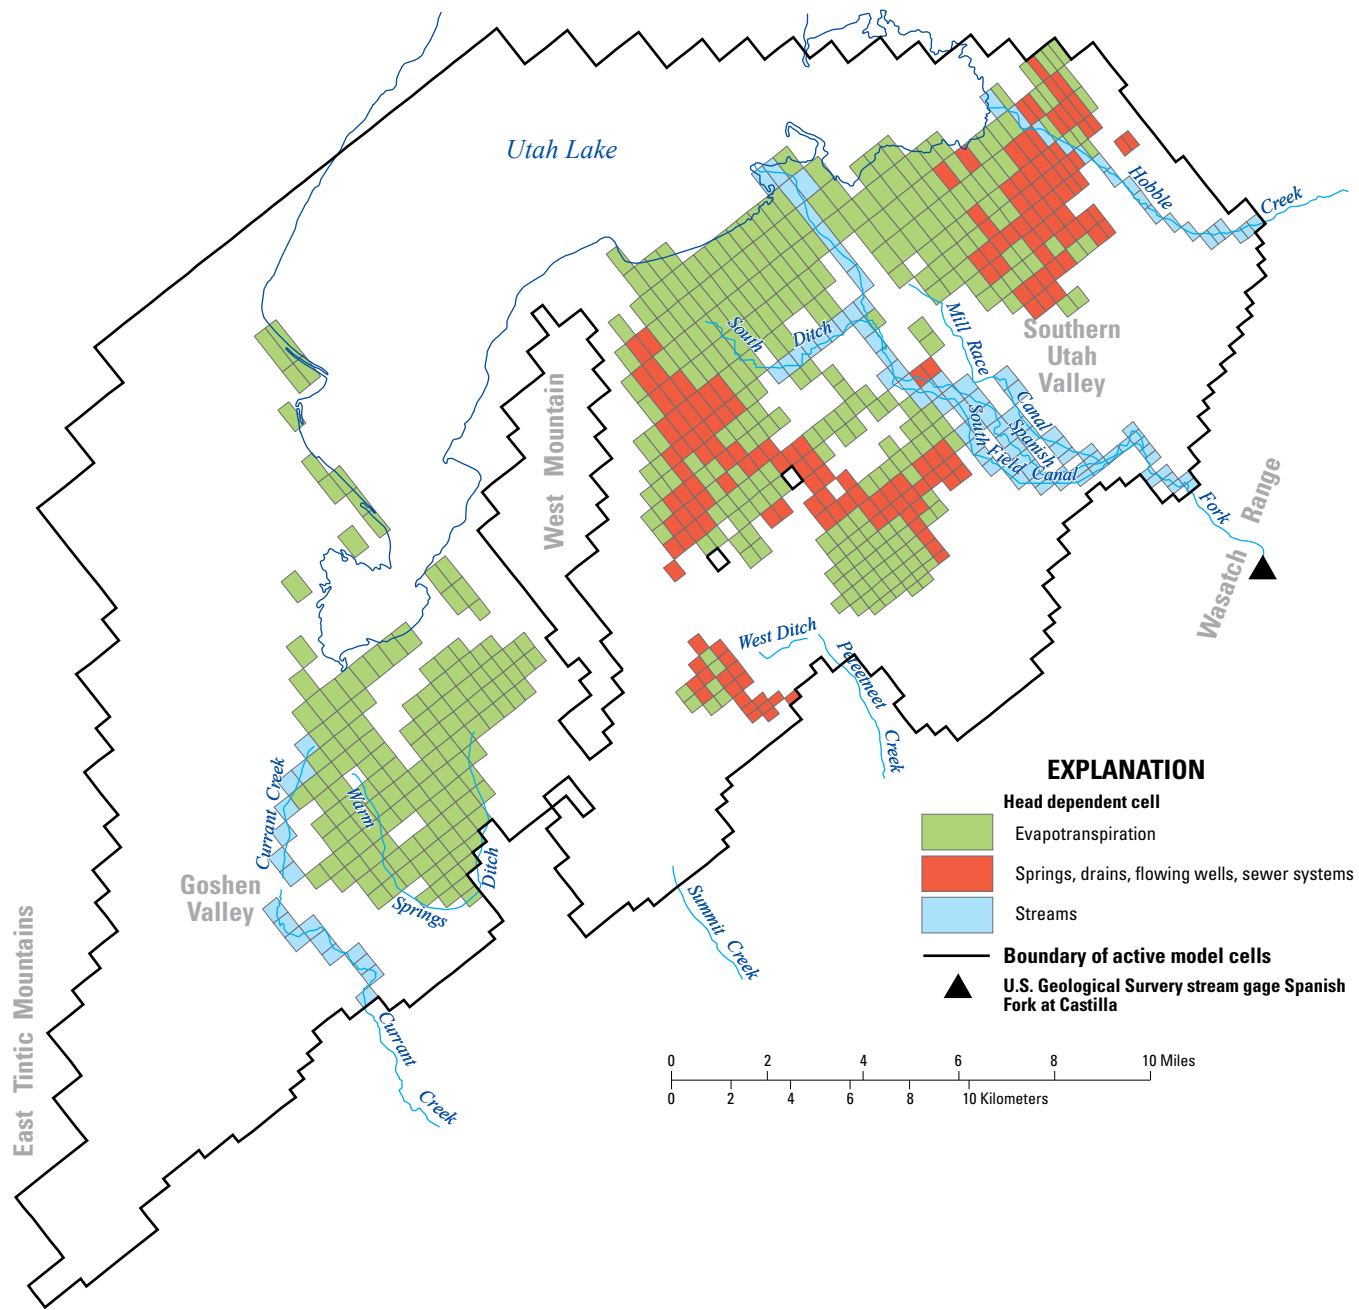 Utah Lake
Hobble
Creek
South
Ditch
Mill Race
Southern
Utah
Valley
West Mountain
Canal
Spanish
South Field Canal
Fork
Wasatch Range
West Ditch
Peteetneet
Creek
Currant Creek
Warm
Springs
Ditch
Goshen
Valley
Summit Creek
East Tintic Mountains
Currant
Creek
EXPLANATION
Head dependent cell
Evapotranspiration
Springs, drains, flowing wells, sewer systems
Streams
Boundary of active model cells
U.S. Geological Survery stream gage Spanish
Fork at Castilla
0 2 4 6 8 10 Miles
0 2 4 6 8 10 Kilometers